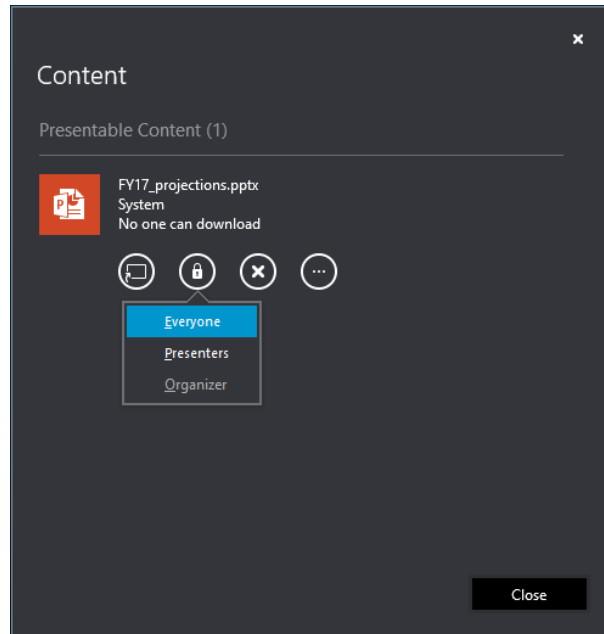 Content
Presentable Content (1)
FY17_projections.pptx
System
No one can download
Everyone
Presenters
Organizer
Close